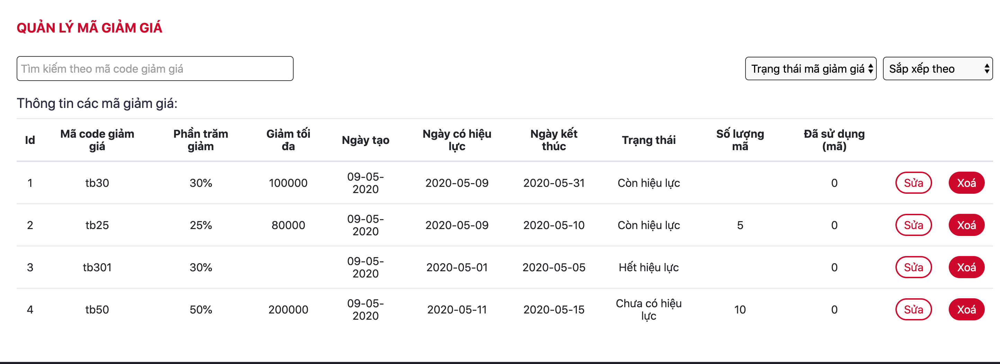 QUẢN LÝ MÃ GIẢM GIÁ
Tìm kiếm theo mã code giảm giá
Trạng thái mã giảm giá
Sắp xếp theo
Thông tin các mã giảm giá:
Id
Mã code giảm
giá
Phần trăm
giảm
Giảm tối
đa
Ngày tạo
Ngày có hiệu
lực
Ngày kết
thúc
Trạng thái
Số lượng
mã
Đã sử dụng
(mã)
1
tb30
30%
100000
09-05-
2020
2020-05-09
2020-05-31
Còn hiệu lực
0
Sửa
Xoá
2
tb25
25%
80000
09-05-
2020
2020-05-09
2020-05-10
Còn hiệu lực
5
0
Sửa
Xoá
3
tb301
30%
09-05-
2020
2020-05-01
2020-05-05
Hết hiệu lực
0
Sửa
Xoá
4
tb50
50%
200000
09-05-
2020
2020-05-11
2020-05-15
Chưa có hiệu
lực
10
0
Sửa
Xoá